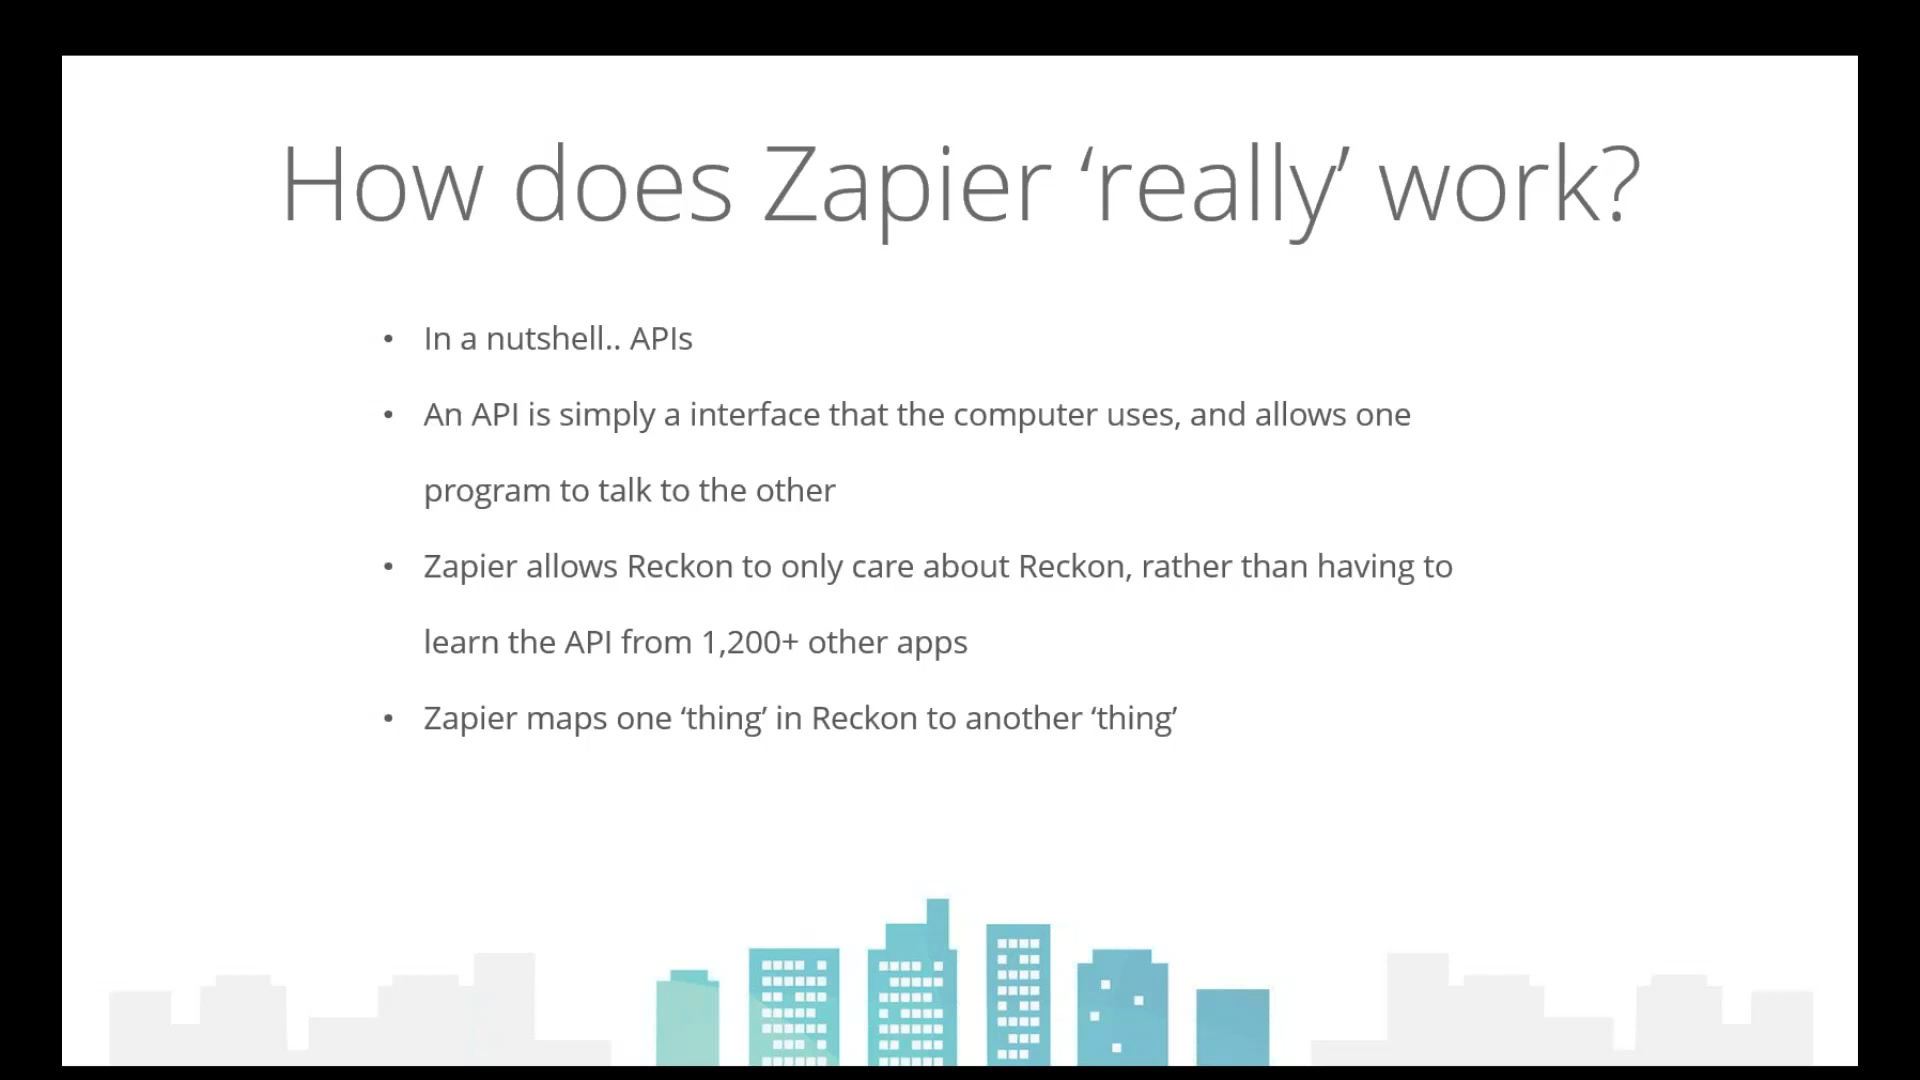 How does Zapier ‘really’ work?
• In a nutshell.. APIs
• An API is simply a interface that the computer uses, and allows one
program to talk to the other
• Zapier allows Reckon to only care about Reckon, rather than having to
learn the API from 1,200+ other apps
• Zapier maps one ‘thing’ in Reckon to another ‘thing’